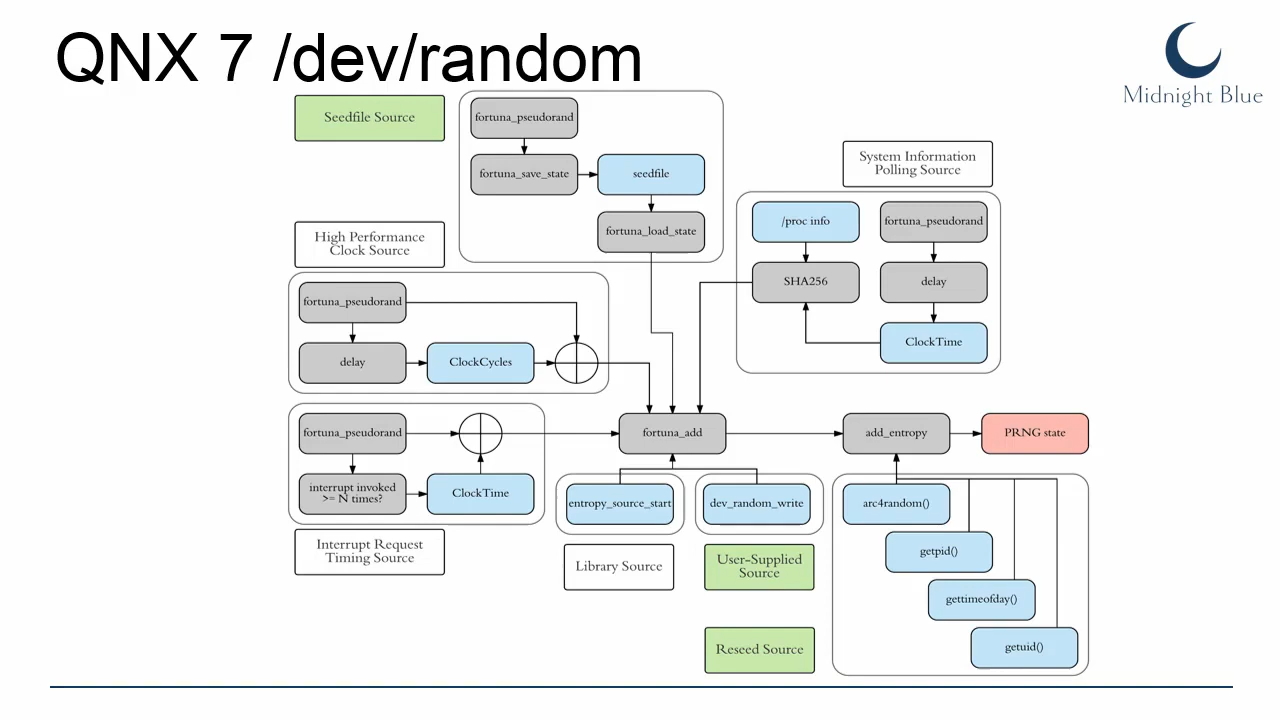 QNX 7 /dev/random
Midnight Blue
Seedfile Source
fortuna_pseudorand
fortuna_save_state
seedfile
fortuna_load_state
System Information
Polling Source
/proc info
fortuna_pseudorand
SHA256
delay
ClockTime
High Performance
Clock Source
fortuna_pseudorand
delay
ClockCycles
fortuna_pseudorand
interrupt invoked
>= N times?
ClockTime
Interrupt Request
Timing Source
fortuna_add
add_entropy
PRNG state
entropy_source_start
dev_random_write
Library Source
User-Supplied
Source
Reseed Source
arc4random()
getpid()
gettimeofday()
getuid()